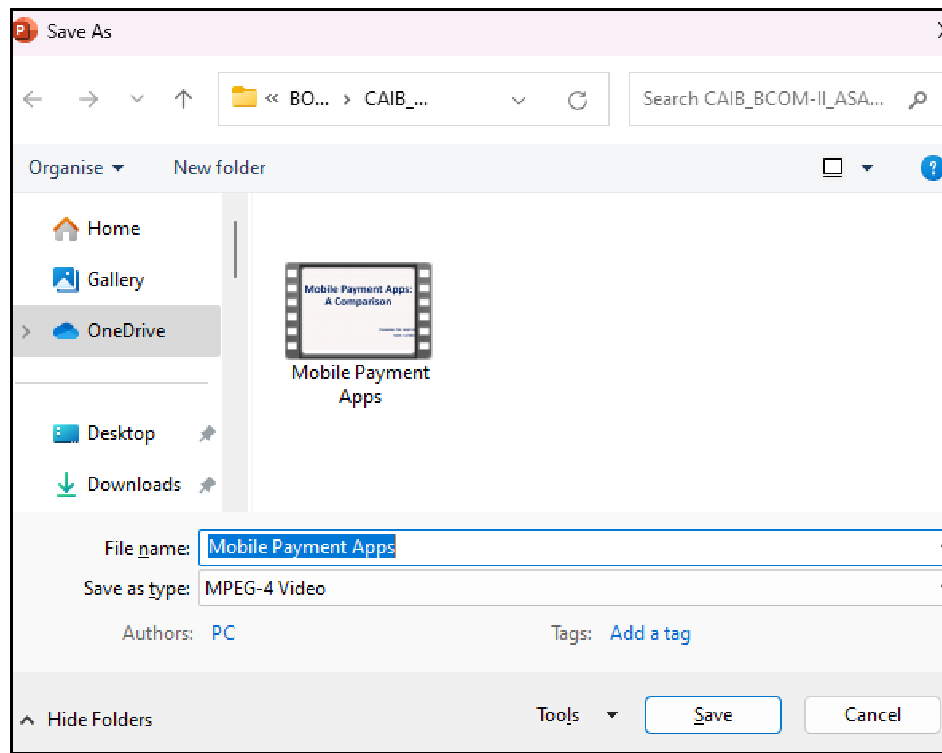 Save As
« BO... › CAIB_...
Search CAIB_BCOM-II_ASA...
Organise
New folder
?
Home
Gallery
OneDrive
Desktop
Downloads
Mobile Payment Apps:
A Comparison
Mobile Payment
Apps
File name: Mobile Payment Apps
Save as type: MPEG-4 Video
Authors: PC
Tags: Add a tag
Hide Folders
Tools
Save
Cancel